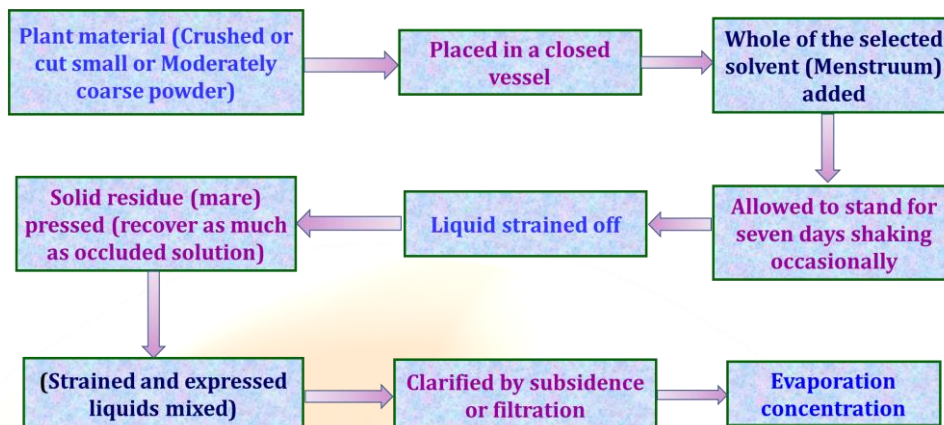 Plant material (Crushed or
cut small or Moderately
coarse powder)
Placed in a closed
vessel
Whole of the selected
solvent (Menstruum)
added
Allowed to stand for
seven days shaking
occasionally
Liquid strained off
Solid residue (mare)
pressed (recover as much
as occluded solution)
(Strained and expressed
liquids mixed)
Clarified by subsidence
or filtration
Evaporation
concentration